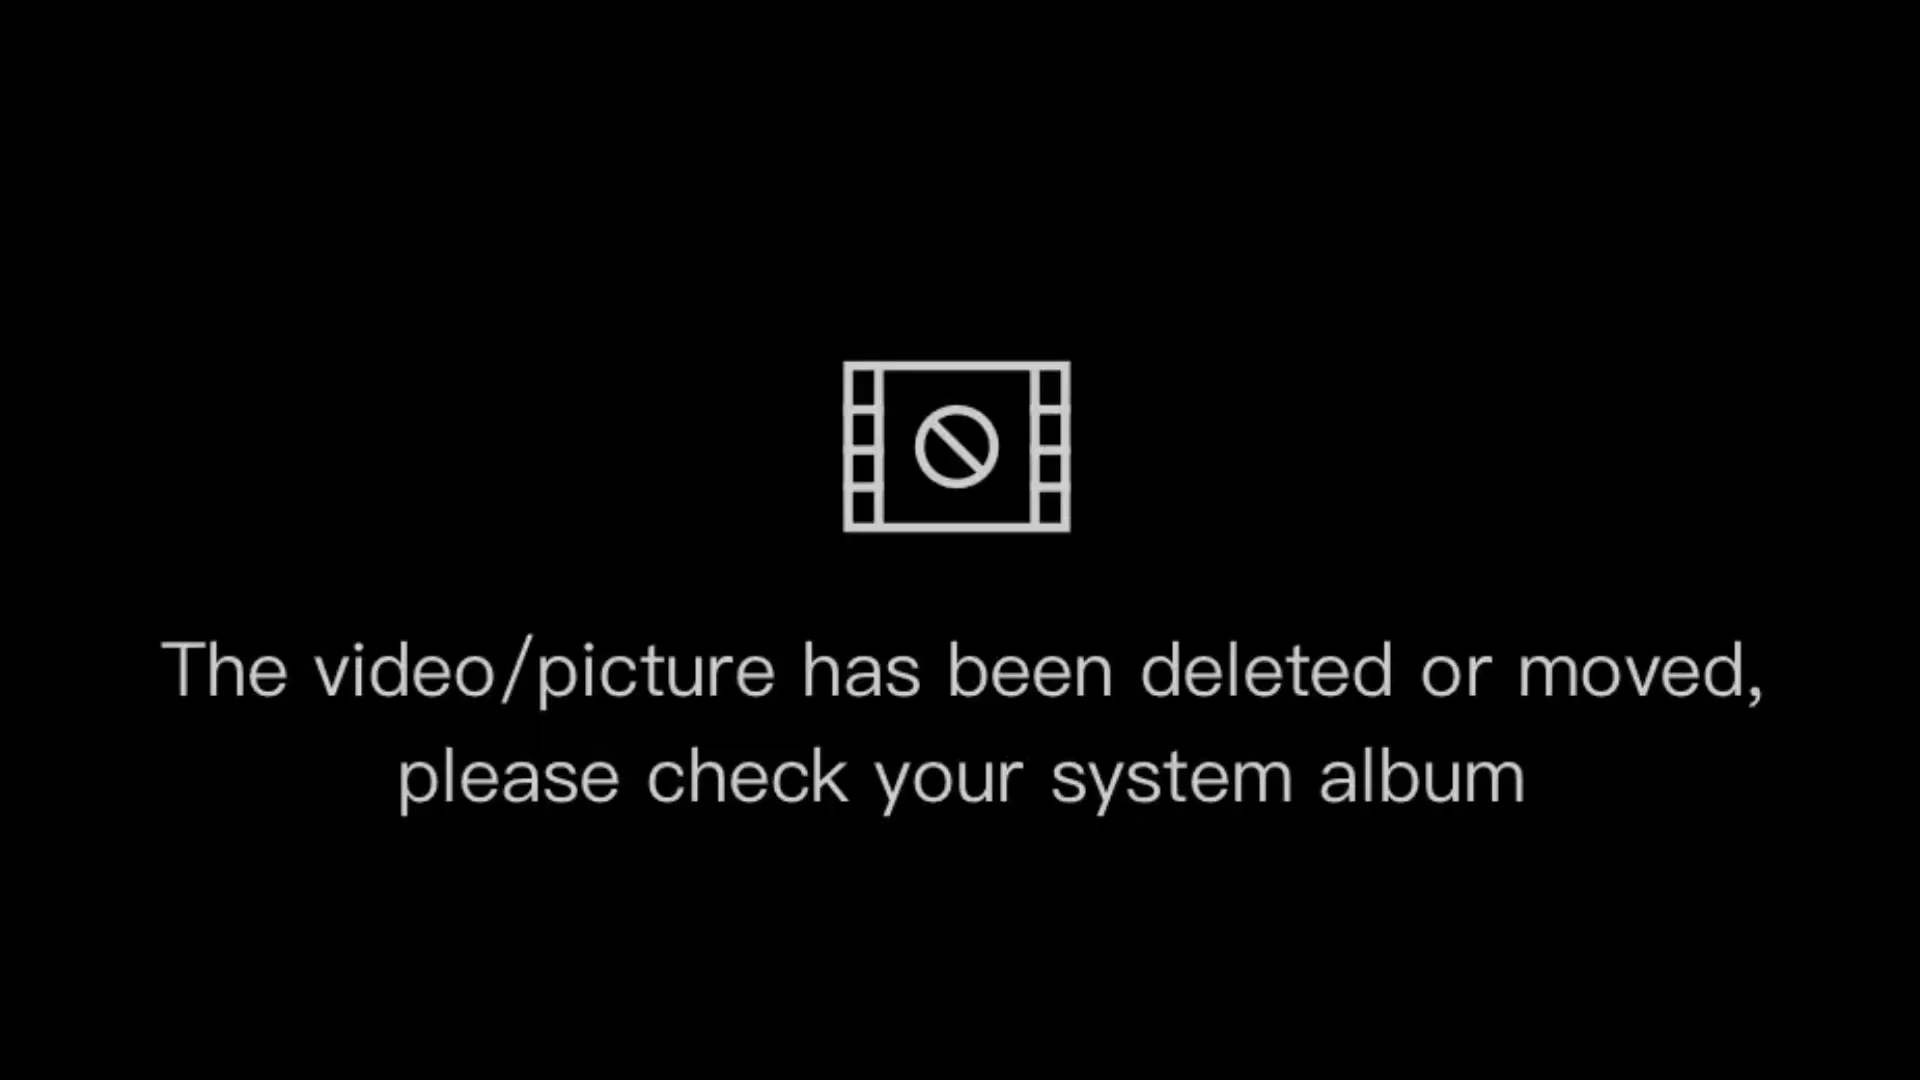 The video/picture has been deleted or moved,
please check your system album